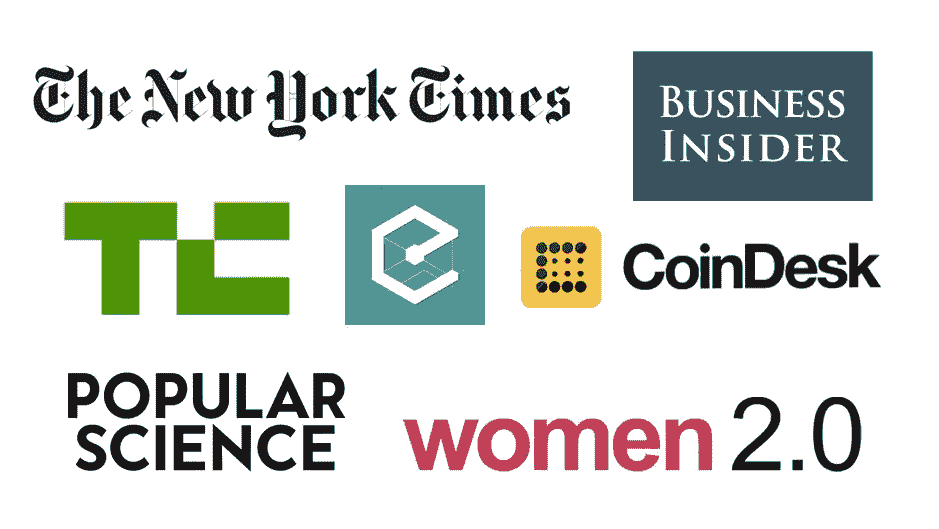 The New York Times
BUSINESS
INSIDER
TC
CoinDesk
POPULAR
SCIENCE
women 2.0